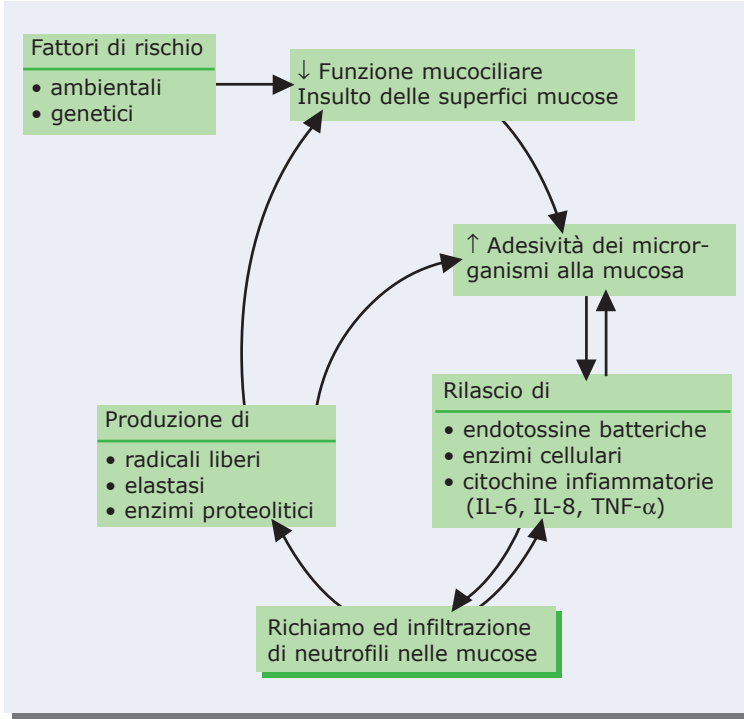 Fattori di rischio
• ambientali
• genetici
↓ Funzione mucociliare
Insulto delle superfici mucose
↑ Adesività dei micror-
ganismi alla mucosa
Rilascio di
• endotossine batteriche
• enzimi cellulari
• citochine infiammatorie
(IL-6, IL-8, TNF-α)
Produzione di
• radicali liberi
• elastasi
• enzimi proteolitici
Richiamo ed infiltrazione
di neutrofili nelle mucose